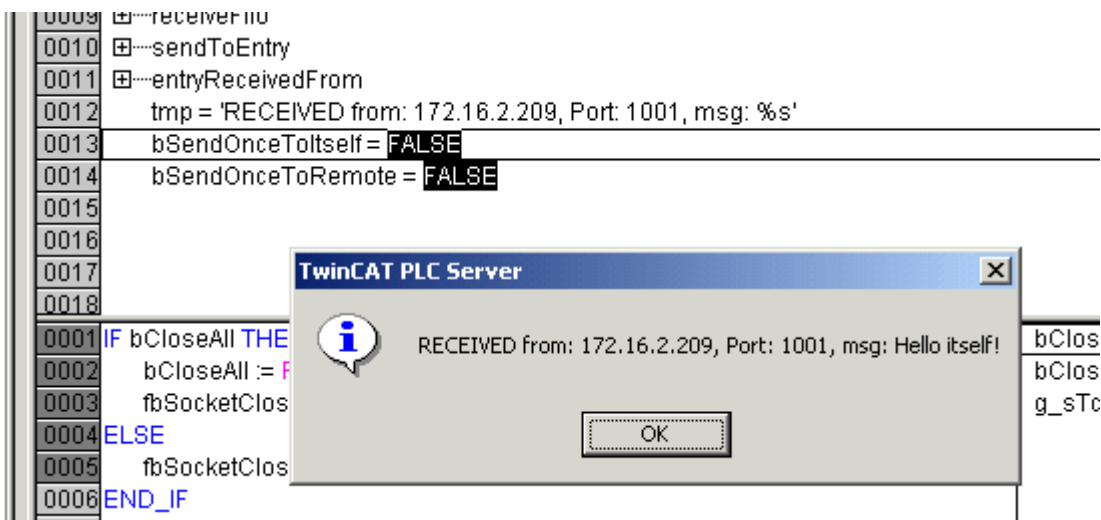 0009 receiveFifo
0010 sendToEntry
0011 entryReceivedFrom
0012 tmp = 'RECEIVED from: 172.16.2.209, Port: 1001, msg: %s'
0013 bSendOnceToItself = FALSE
0014 bSendOnceToRemote = FALSE
0015
0016
0017
0018
TwinCAT PLC Server
RECEIVED from: 172.16.2.209, Port: 1001, msg: Hello itself!
OK
0001 IF bCloseAll THE bClos
0002 bCloseAll := F bClos
0003 fbSocketClos g_sTc
0004 ELSE
0005 fbSocketClos
0006 END_IF